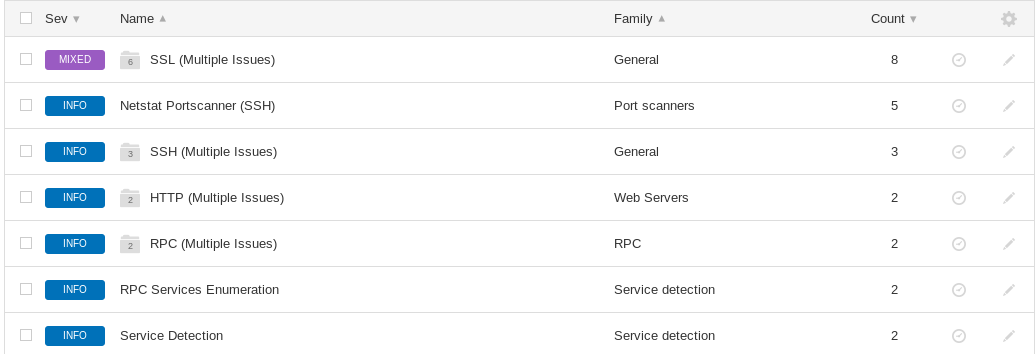 Sev ▼ Name ▲ Family ▲ Count ▼
MIXED 6 SSL (Multiple Issues) General 8
INFO Netstat Portscanner (SSH) Port scanners 5
INFO 3 SSH (Multiple Issues) General 3
INFO 2 HTTP (Multiple Issues) Web Servers 2
INFO 2 RPC (Multiple Issues) RPC 2
INFO RPC Services Enumeration Service detection 2
INFO Service Detection Service detection 2